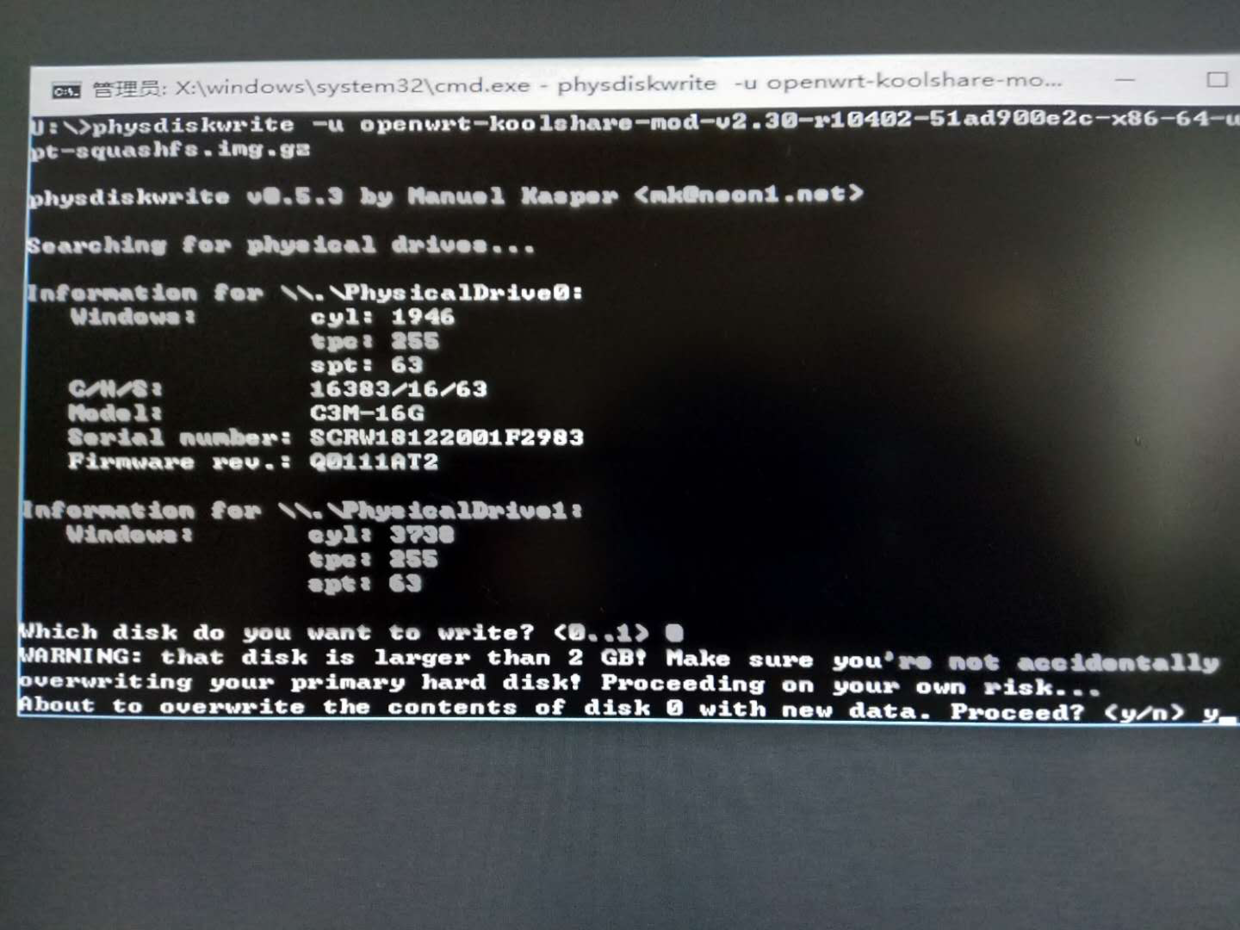 管理员: X:\windows\system32\cmd.exe - physdiskwrite -u openwrt-koolshare-mo...
U:\>physdiskwrite -u openwrt-koolshare-mod-v2.30-r10402-51ad900e2c-x86-64-u
pt-squashfs.img.gz
physdiskwrite v0.5.3 by Manuel Kasper <mk@neon1.net>
Searching for physical drives...
Information for \\.\PhysicalDrive0:
Windows: cyl: 1946
tpc: 255
spt: 63
C/H/S: 16383/16/63
Model: C3M-16G
Serial number: SCRW18122001F2983
Firmware rev.: Q0111AT2
Information for \\.\PhysicalDrive1:
Windows: cyl: 3738
tpc: 255
spt: 63
Which disk do you want to write? <0..1> 0
WARNING: that disk is larger than 2 GB! Make sure you're not accidentally
overwriting your primary hard disk! Proceeding on your own risk...
About to overwrite the contents of disk 0 with new data. Proceed? <y/n> y